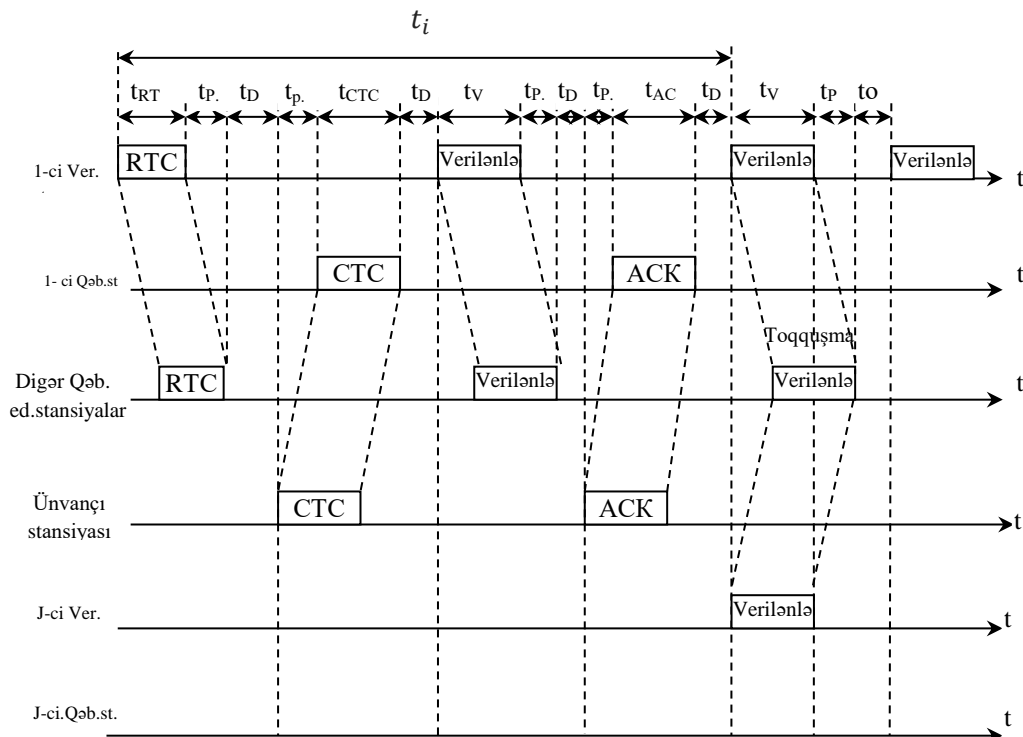 t_i
t_RT t_P. t_D t_p. t_CTC t_D t_V t_P. t_D t_P. t_AC t_D t_V t_P to
1-ci Ver. RTC Verilənlə Verilənlə Verilənlə t
.
1- ci Qəb.st CTC ACK t
Toqquşma
Digər Qəb. RTC Verilənlə Verilənlə t
ed.stansiyalar
Ünvançı CTC ACK
stansiyası t
J-ci Ver. Verilənlə t
J-ci.Qəb.st. t